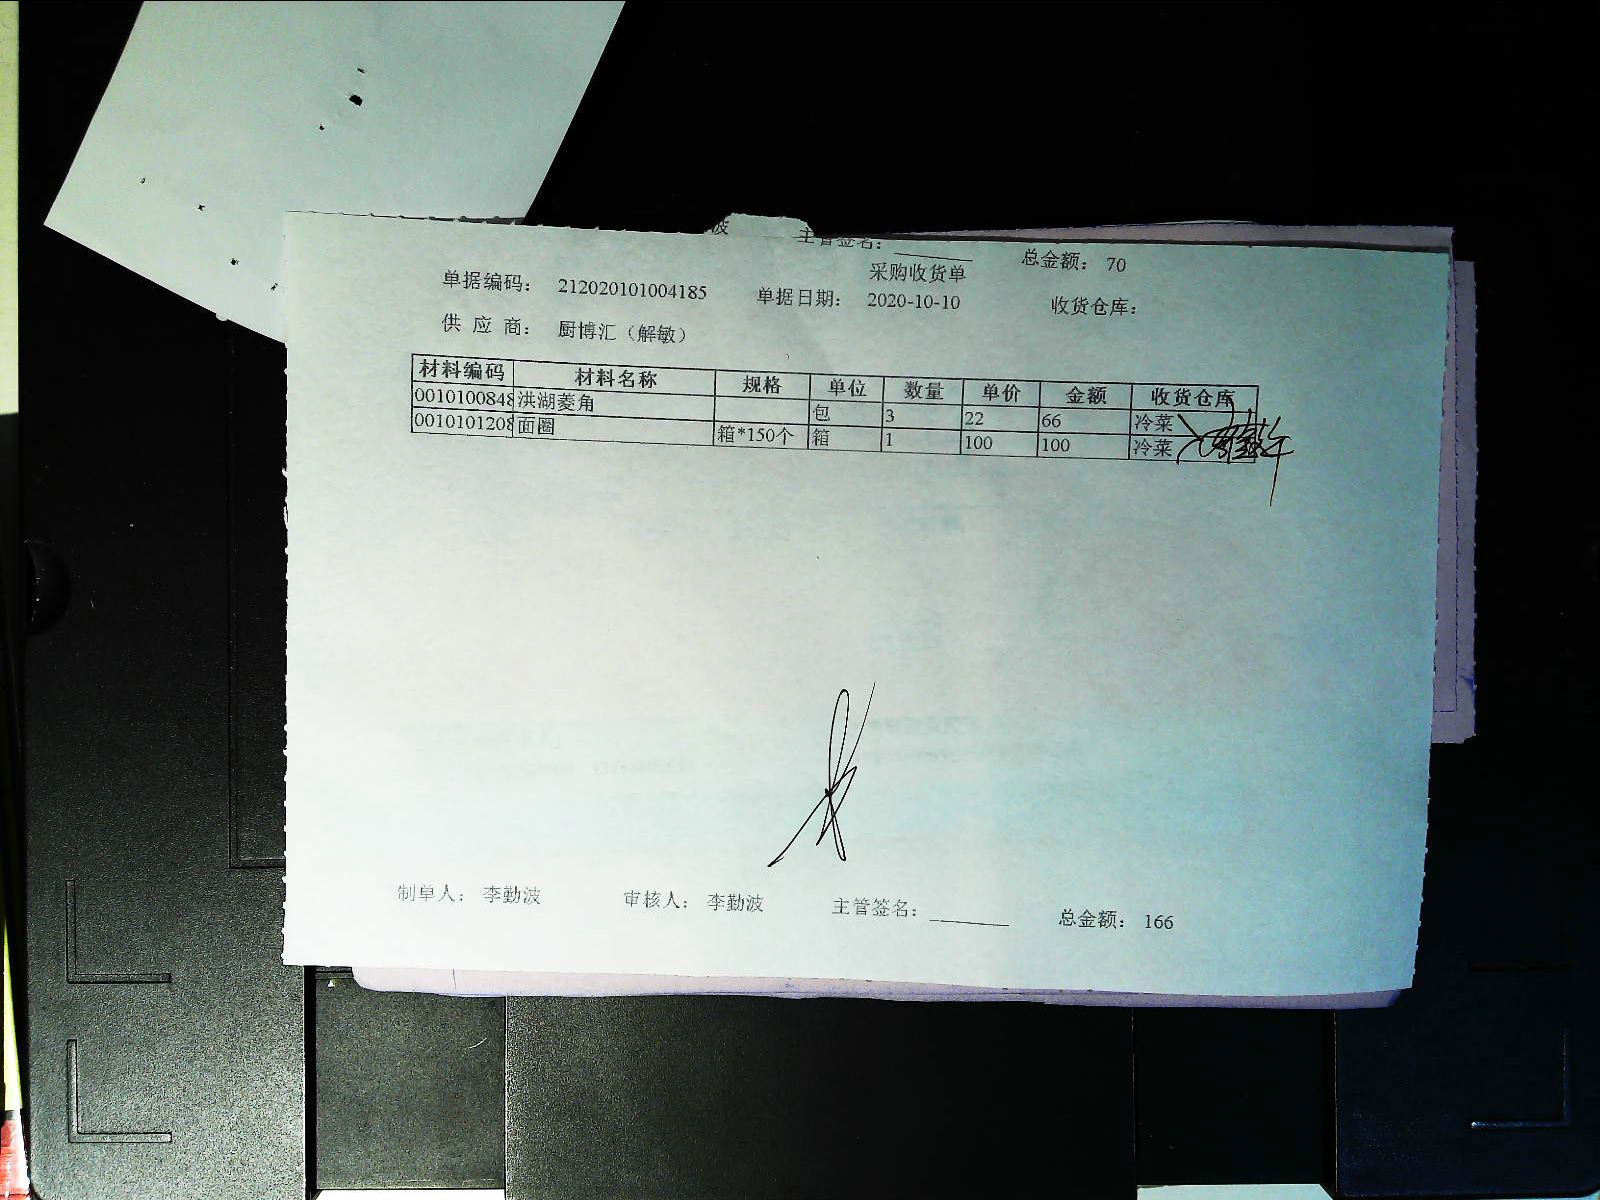 波 主管签名： 总金额： 70
采购收货单
单据编码： 212020101004185 单据日期： 2020-10-10 收货仓库：
供 应 商： 厨博汇（解敏）
材料编码 材料名称 规格 单位 数量 单价 金额 收货仓库
0010100848 洪湖菱角 包 3 22 66 冷菜
0010101208 面圈 箱*150个 箱 1 100 100 冷菜
制单人： 李勤波 审核人： 李勤波 主管签名： 总金额： 166